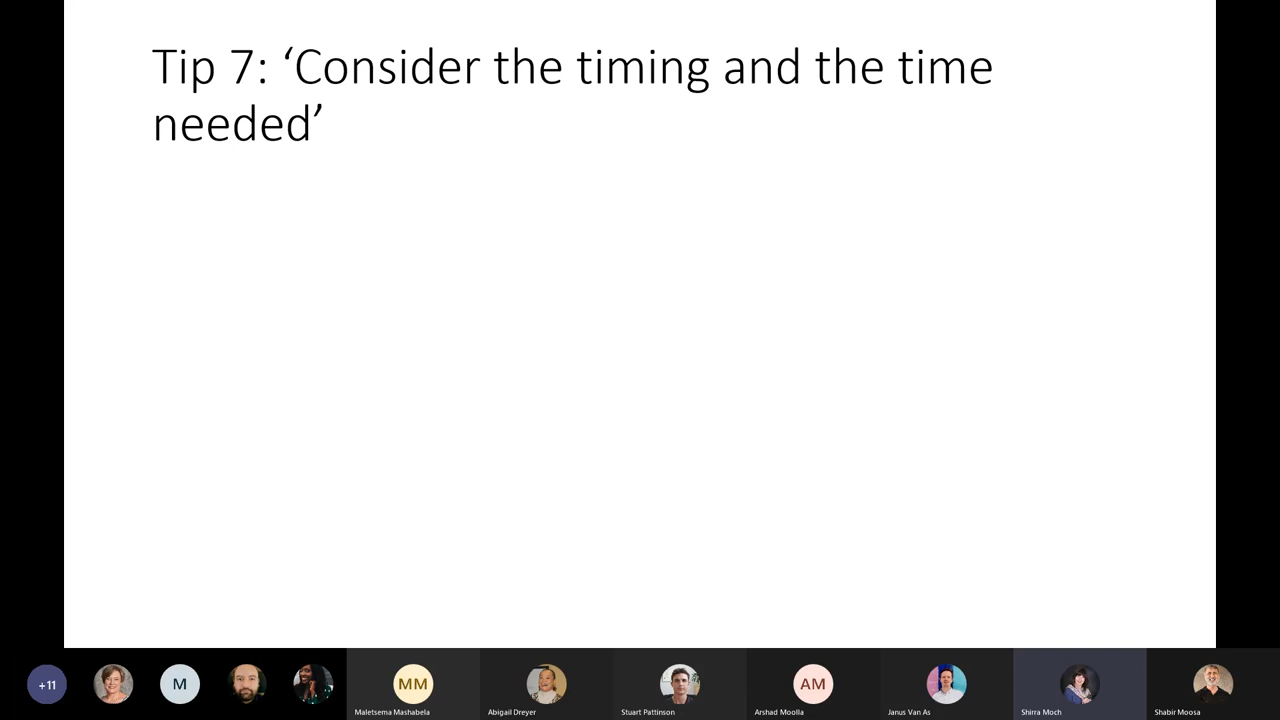 Tip 7: ‘Consider the timing and the time
needed’
+11
M
MM
Maletsema Mashabela
Abigail Dreyer
Stuart Pattinson
AM
Arshad Moolla
Janus Van As
Shirra Moch
Shabir Moosa